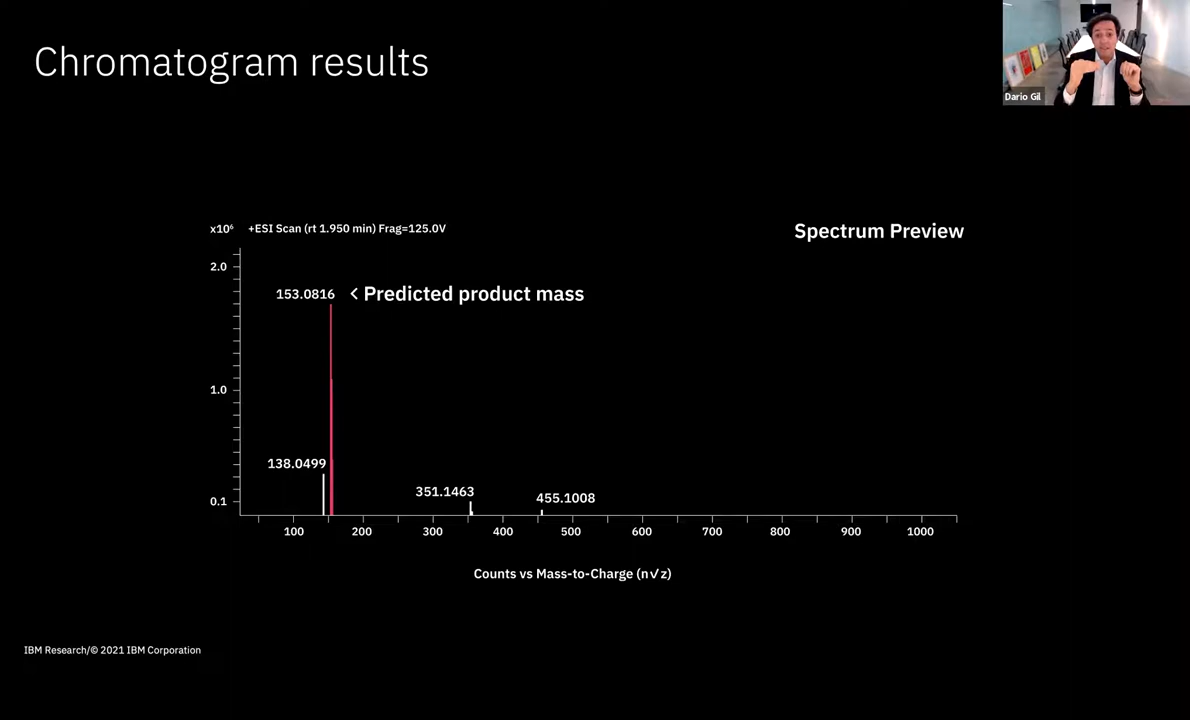 Chromatogram results
Dario Gil
x10⁶ +ESI Scan (rt 1.950 min) Frag=125.0V
Spectrum Preview
2.0
153.0816 < Predicted product mass
1.0
138.0499
351.1463
455.1008
0.1
100 200 300 400 500 600 700 800 900 1000
Counts vs Mass-to-Charge (n√z)
IBM Research/© 2021 IBM Corporation